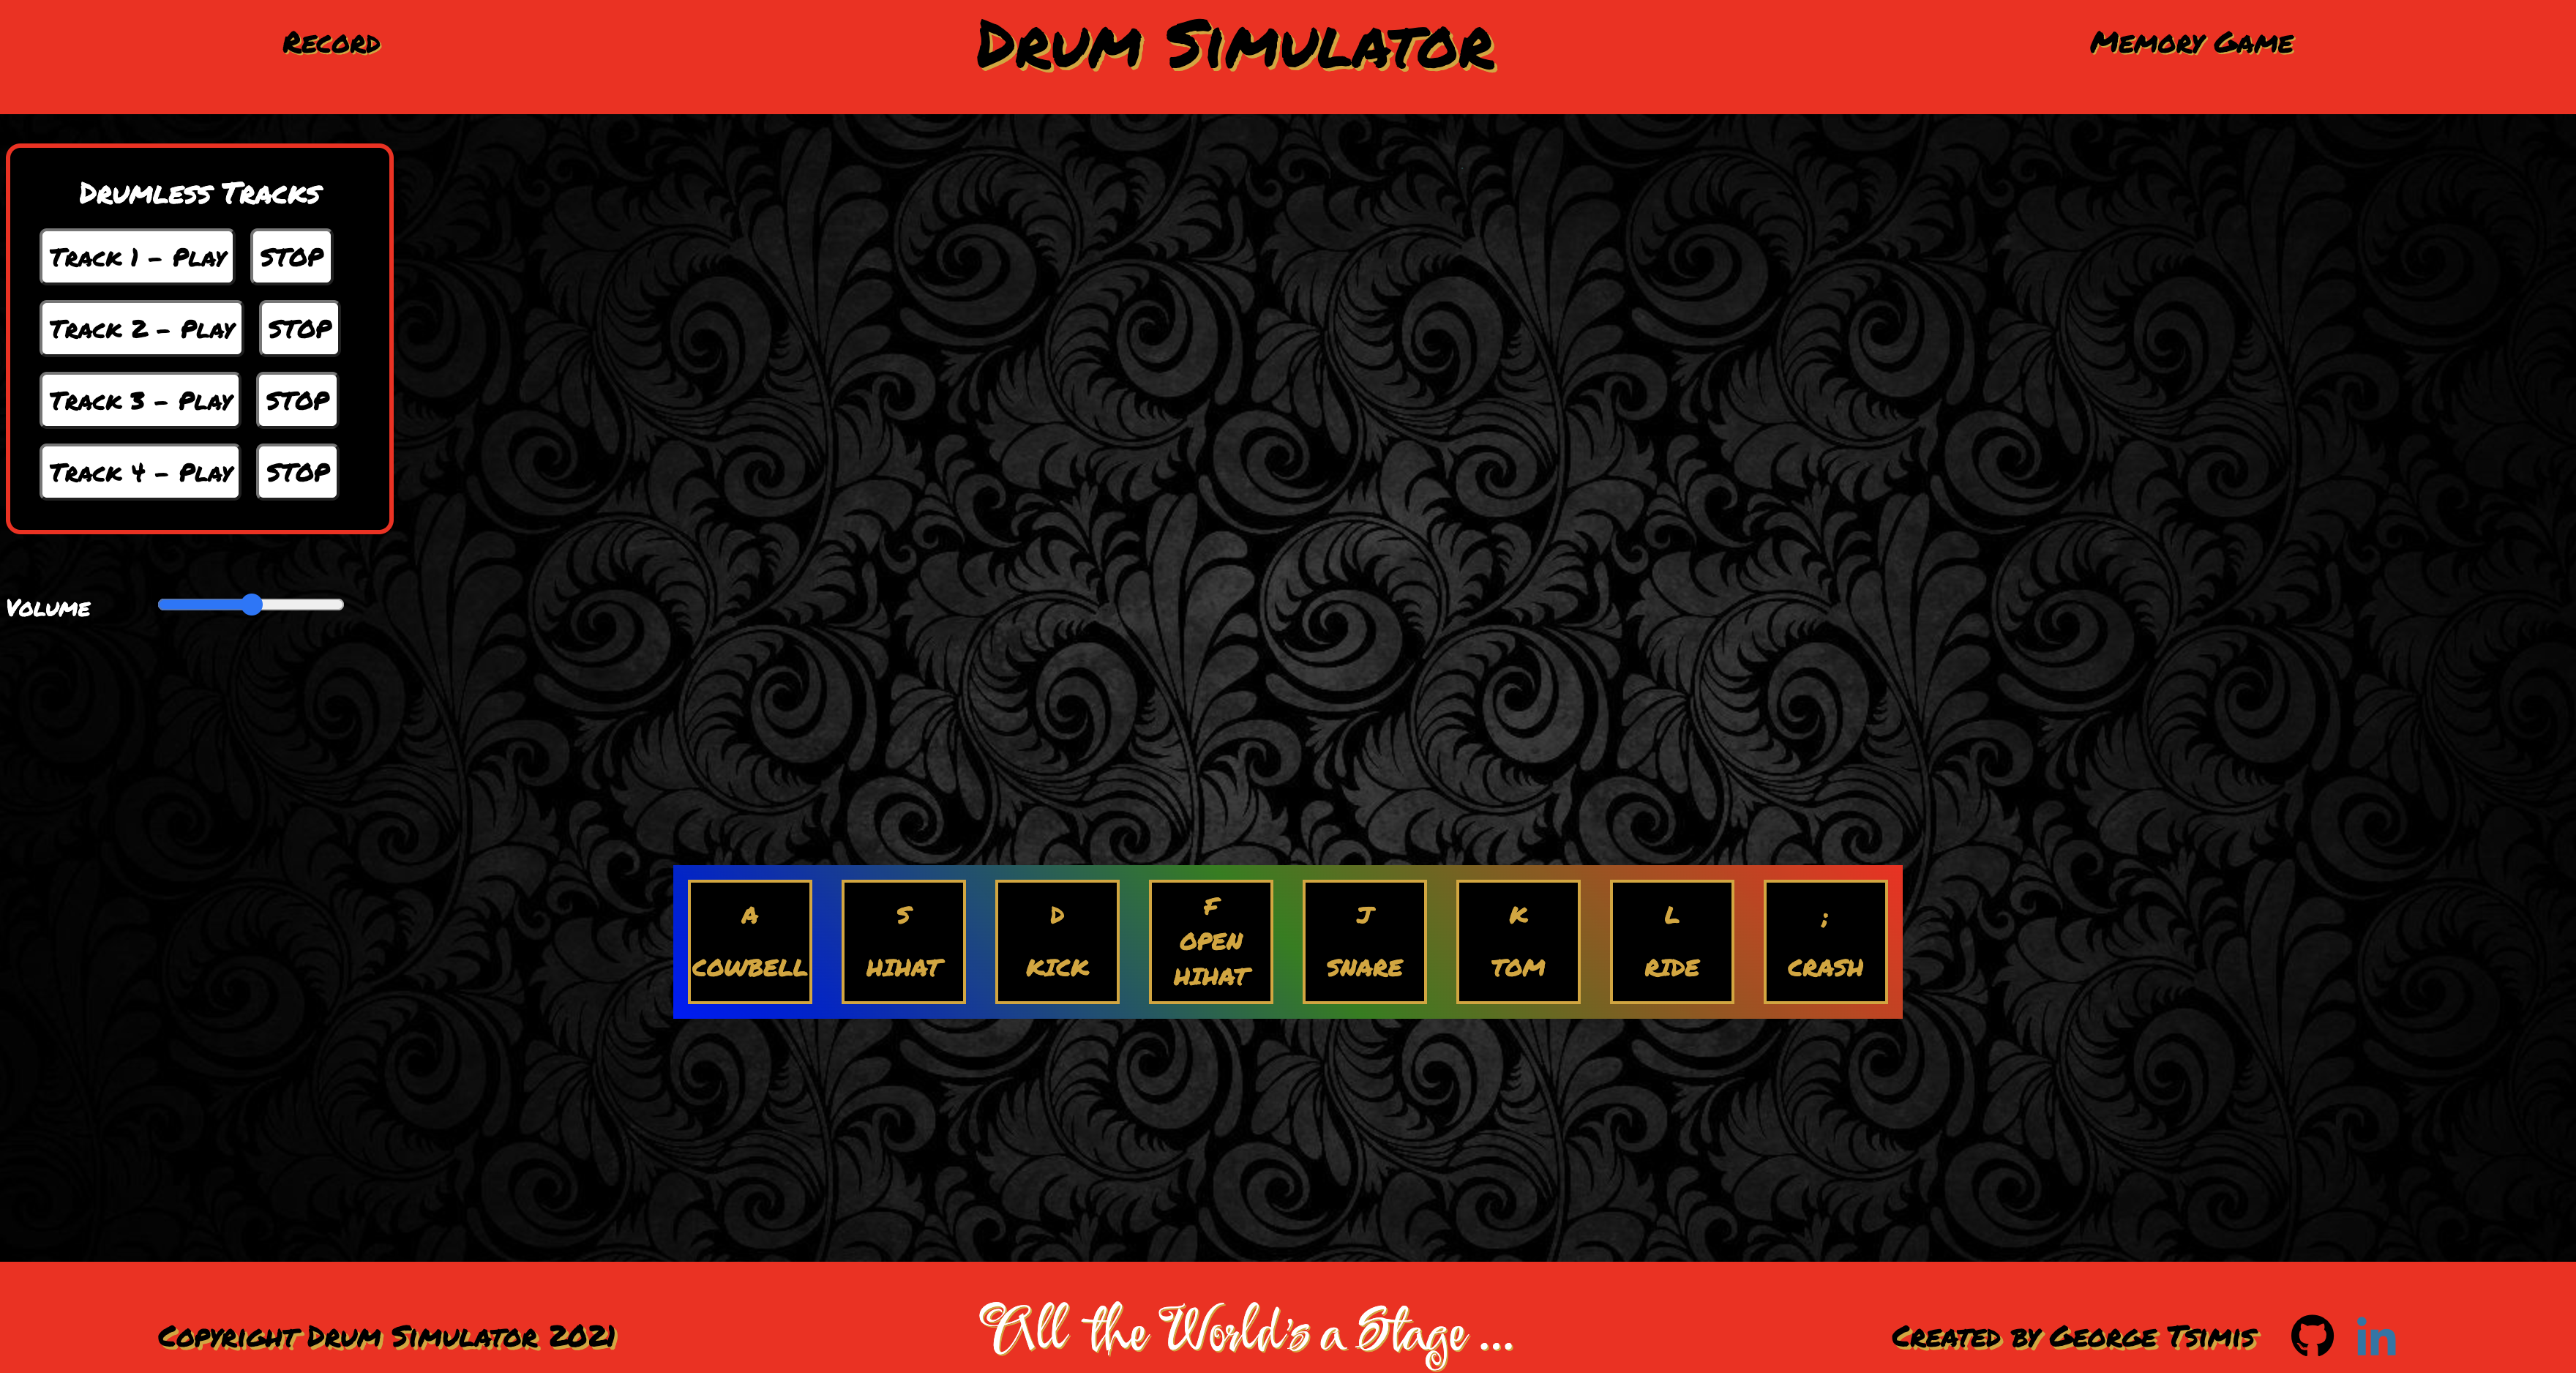 Record
Drum Simulator
Memory Game
Drumless Tracks
Track 1 - Play STOP
Track 2 - Play STOP
Track 3 - Play STOP
Track 4 - Play STOP
Volume
A
COWBELL
S
HIHAT
D
KICK
F
OPEN
HIHAT
J
SNARE
K
TOM
L
RIDE
;
CRASH
Copyright Drum Simulator 2021
All the World's a Stage ...
Created by George Tsimis
in